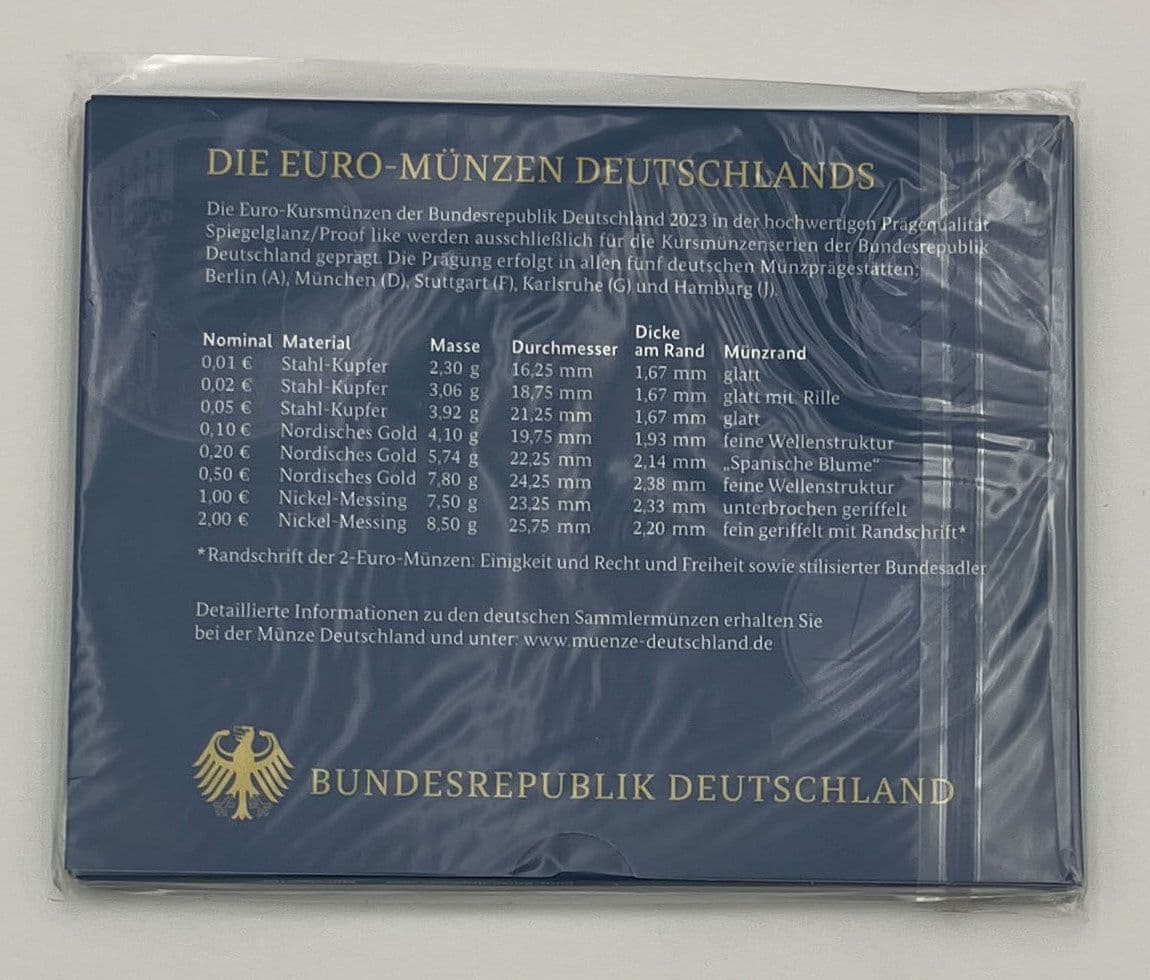 DIE EURO-MÜNZEN DEUTSCHLANDS
Die Euro-Kursmünzen der Bundesrepublik Deutschland 2023 in der hochwertigen Prägequalität
Spiegelglanz/Proof like werden ausschließlich für die Kursmünzenserien der Bundesrepublik
Deutschland geprägt. Die Prägung erfolgt in allen fünf deutschen Münzprägestätten:
Berlin (A), München (D), Stuttgart (F), Karlsruhe (G) und Hamburg (J).
Nominal Material Masse Durchmesser Dicke am Rand Münzrand
0,01 € Stahl-Kupfer 2,30 g 16,25 mm 1,67 mm glatt
0,02 € Stahl-Kupfer 3,06 g 18,75 mm 1,67 mm glatt mit Rille
0,05 € Stahl-Kupfer 3,92 g 21,25 mm 1,67 mm glatt
0,10 € Nordisches Gold 4,10 g 19,75 mm 1,93 mm feine Wellenstruktur
0,20 € Nordisches Gold 5,74 g 22,25 mm 2,14 mm „Spanische Blume“
0,50 € Nordisches Gold 7,80 g 24,25 mm 2,38 mm feine Wellenstruktur
1,00 € Nickel-Messing 7,50 g 23,25 mm 2,33 mm unterbrochen geriffelt
2,00 € Nickel-Messing 8,50 g 25,75 mm 2,20 mm fein geriffelt mit Randschrift*
*Randschrift der 2-Euro-Münzen: Einigkeit und Recht und Freiheit sowie stilisierter Bundesadler
Detaillierte Informationen zu den deutschen Sammlermünzen erhalten Sie
bei der Münze Deutschland und unter: www.muenze-deutschland.de
BUNDESREPUBLIK DEUTSCHLAND